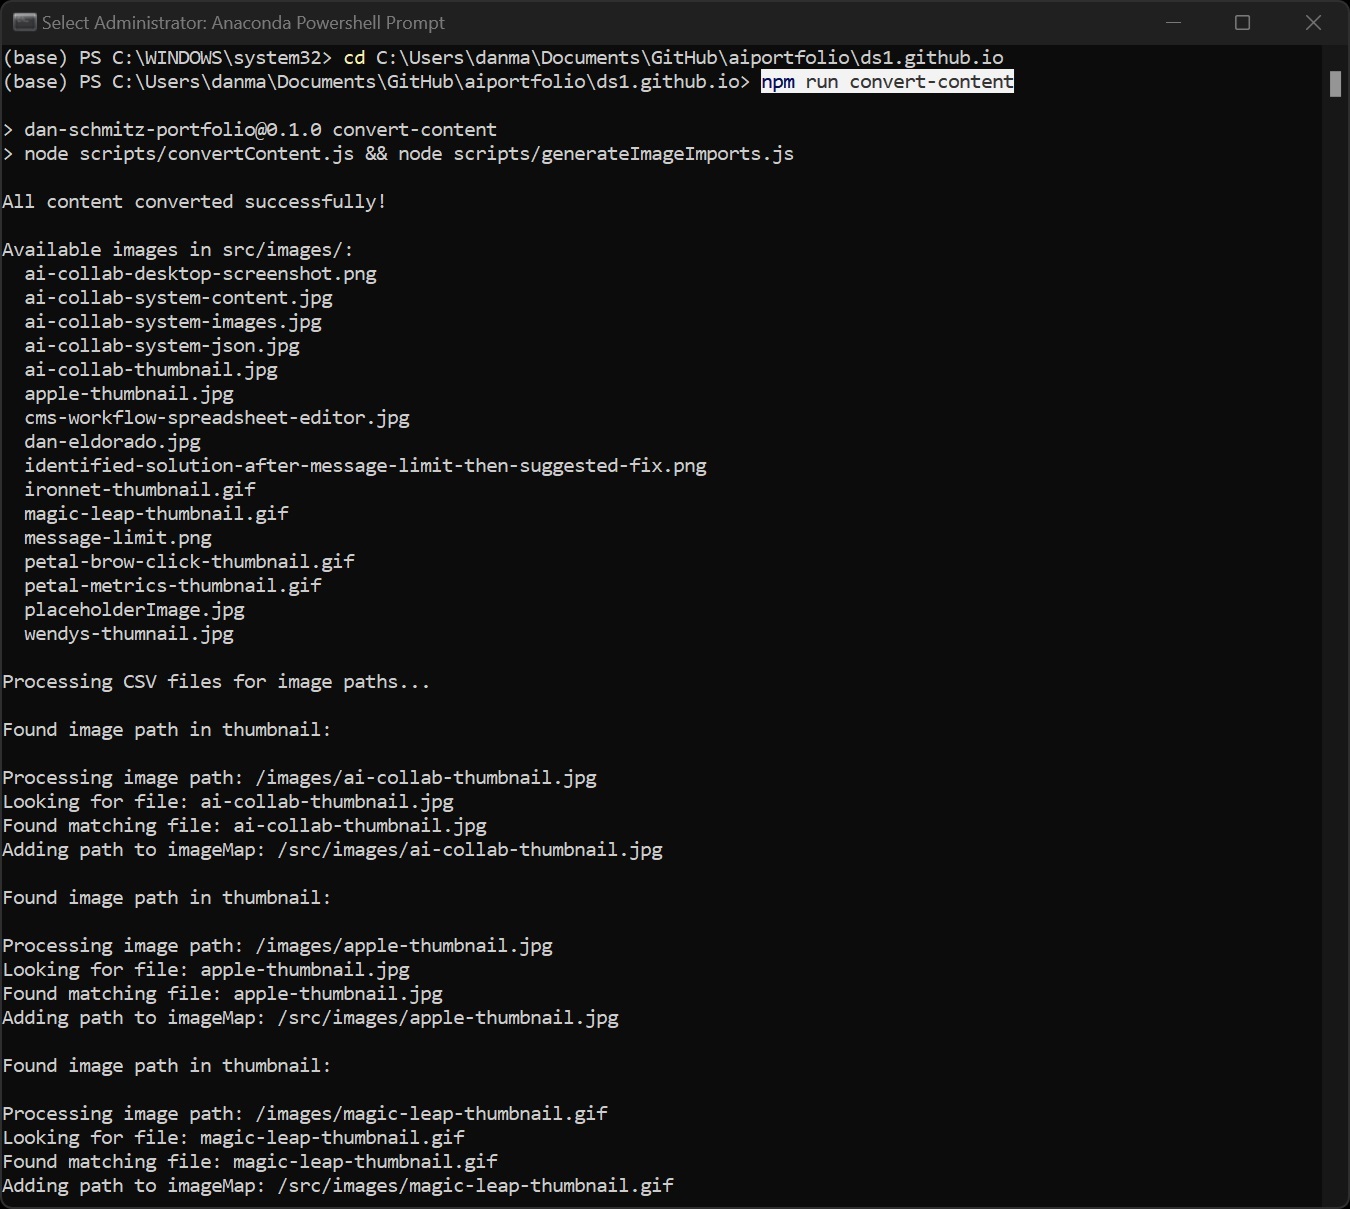 Select Administrator: Anaconda Powershell Prompt
(base) PS C:\WINDOWS\system32> cd C:\Users\danma\Documents\GitHub\aiportfolio\ds1.github.io
(base) PS C:\Users\danma\Documents\GitHub\aiportfolio\ds1.github.io> npm run convert-content
> dan-schmitz-portfolio@0.1.0 convert-content
> node scripts/convertContent.js && node scripts/generateImageImports.js
All content converted successfully!
Available images in src/images/:
ai-collab-desktop-screenshot.png
ai-collab-system-content.jpg
ai-collab-system-images.jpg
ai-collab-system-json.jpg
ai-collab-thumbnail.jpg
apple-thumbnail.jpg
cms-workflow-spreadsheet-editor.jpg
dan-eldorado.jpg
identified-solution-after-message-limit-then-suggested-fix.png
ironnet-thumbnail.gif
magic-leap-thumbnail.gif
message-limit.png
petal-brow-click-thumbnail.gif
petal-metrics-thumbnail.gif
placeholderImage.jpg
wendys-thumnail.jpg
Processing CSV files for image paths...
Found image path in thumbnail:
Processing image path: /images/ai-collab-thumbnail.jpg
Looking for file: ai-collab-thumbnail.jpg
Found matching file: ai-collab-thumbnail.jpg
Adding path to imageMap: /src/images/ai-collab-thumbnail.jpg
Found image path in thumbnail:
Processing image path: /images/apple-thumbnail.jpg
Looking for file: apple-thumbnail.jpg
Found matching file: apple-thumbnail.jpg
Adding path to imageMap: /src/images/apple-thumbnail.jpg
Found image path in thumbnail:
Processing image path: /images/magic-leap-thumbnail.gif
Looking for file: magic-leap-thumbnail.gif
Found matching file: magic-leap-thumbnail.gif
Adding path to imageMap: /src/images/magic-leap-thumbnail.gif